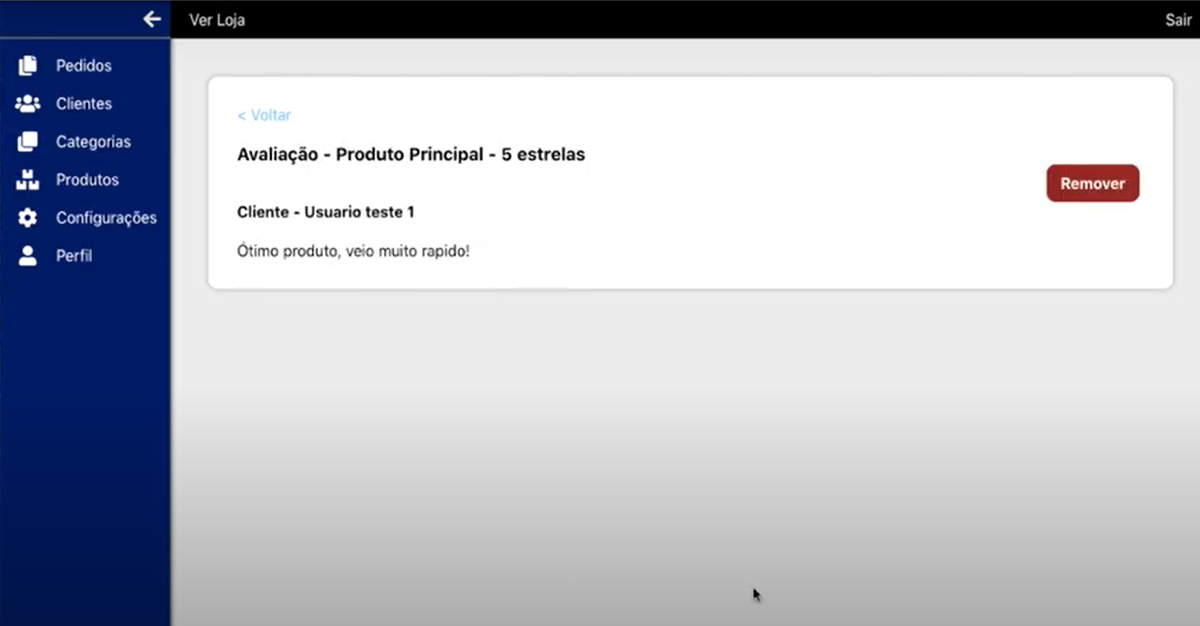 Ver Loja
Sair
Pedidos
Clientes
Categorias
Produtos
Configurações
Perfil
< Voltar
Avaliação - Produto Principal - 5 estrelas
Remover
Cliente - Usuario teste 1
Ótimo produto, veio muito rapido!